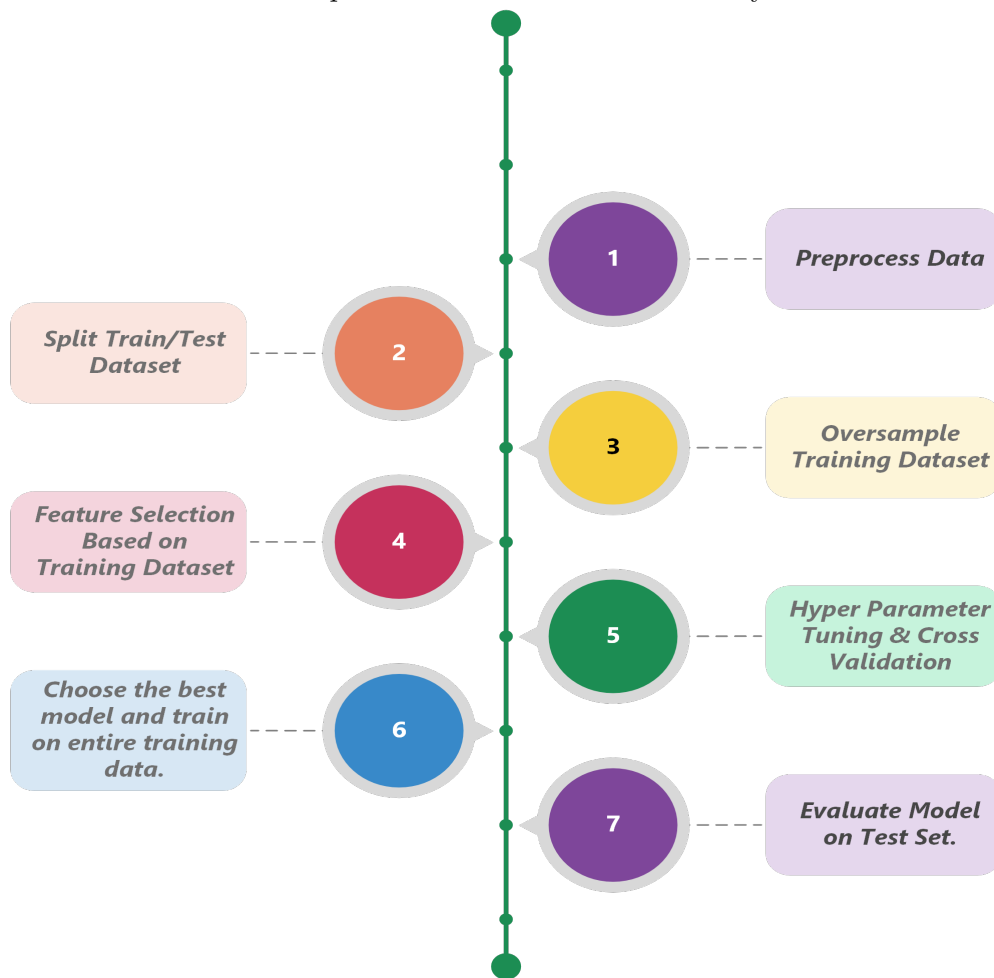 1
Preprocess Data
2
Split Train/Test
Dataset
3
Oversample
Training Dataset
4
Feature Selection
Based on
Training Dataset
5
Hyper Parameter
Tuning & Cross
Validation
6
Choose the best
model and train
on entire training
data.
7
Evaluate Model
on Test Set.